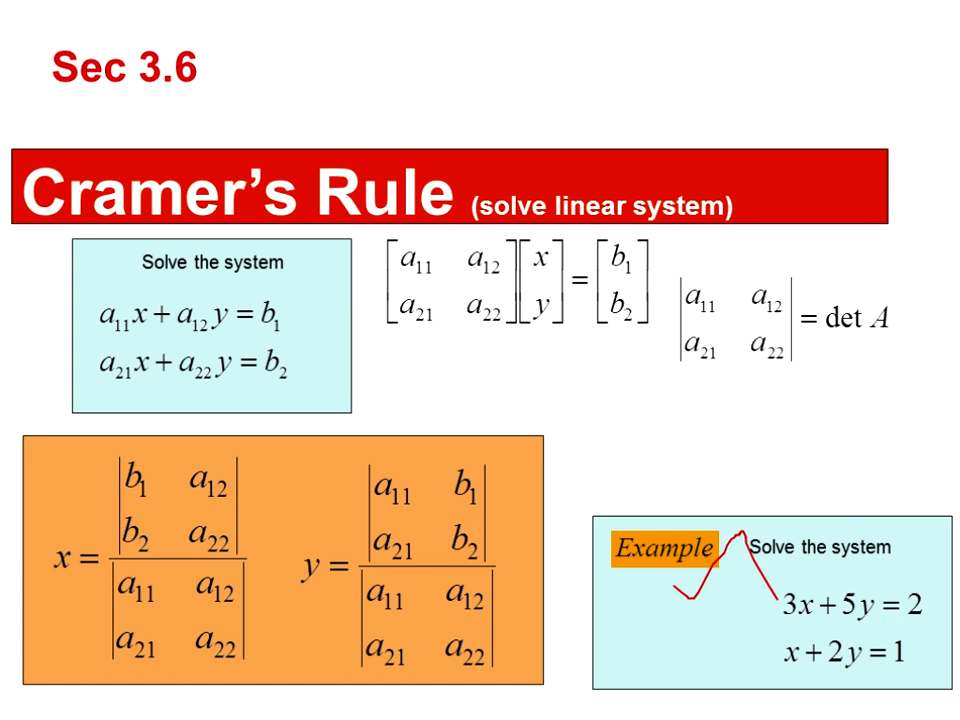 Sec 3.6
Cramer's Rule (solve linear system)
Solve the system
a₁₁x + a₁₂y = b₁
a₂₁x + a₂₂y = b₂
[a₁₁ a₁₂; a₂₁ a₂₂] [x; y] = [b₁; b₂]
|a₁₁ a₁₂; a₂₁ a₂₂| = det A
x = |b₁ a₁₂; b₂ a₂₂| / |a₁₁ a₁₂; a₂₁ a₂₂|
y = |a₁₁ b₁; a₂₁ b₂| / |a₁₁ a₁₂; a₂₁ a₂₂|
Example Solve the system
3x + 5y = 2
x + 2y = 1